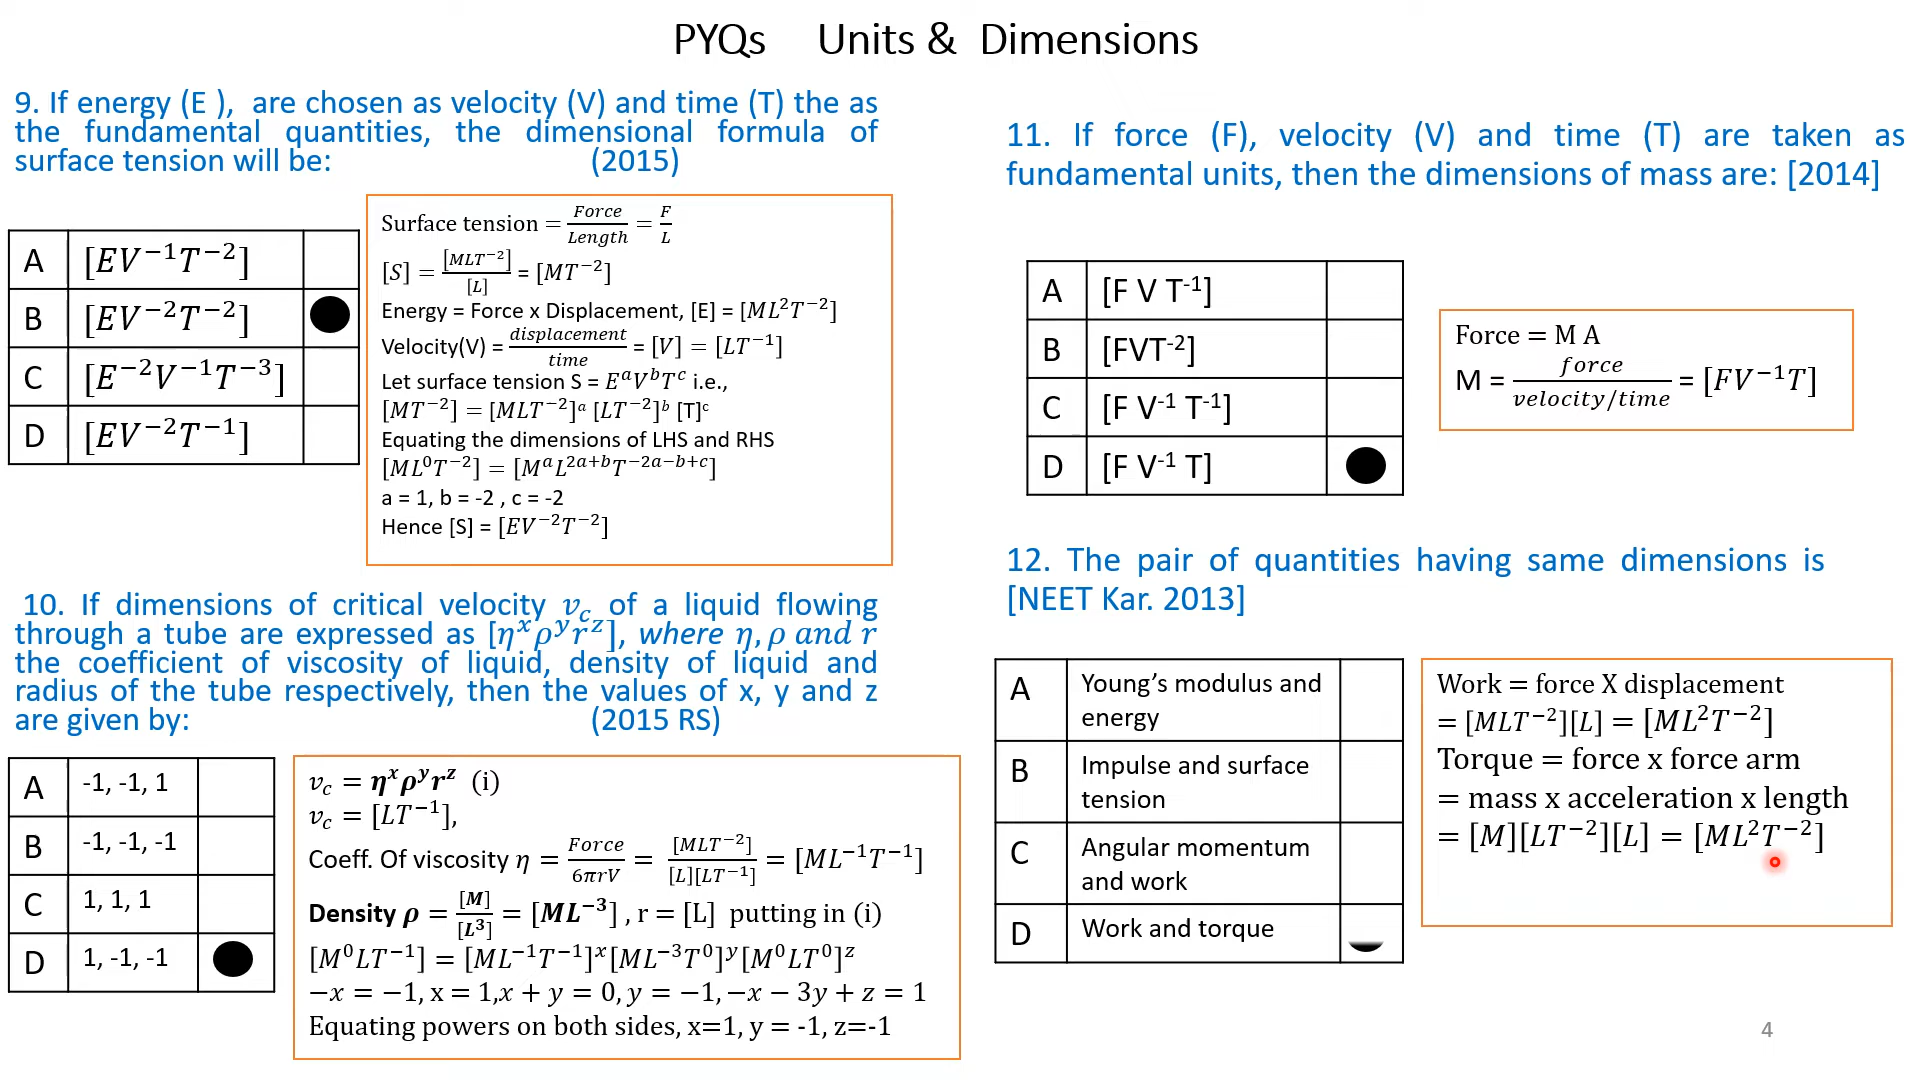 PYQs Units & Dimensions
9. If energy (E ), are chosen as velocity (V) and time (T) the as
the fundamental quantities, the dimensional formula of
surface tension will be: (2015)
A [EV⁻¹T⁻²]
B [EV⁻²T⁻²]
C [E⁻²V⁻¹T⁻³]
D [EV⁻²T⁻¹]
Surface tension = Force/Length = F/L
[S] = [MLT⁻²]/[L] = [MT⁻²]
Energy = Force x Displacement, [E] = [ML²T⁻²]
Velocity(V) = displacement/time = [V] = [LT⁻¹]
Let surface tension S = EᵃVᵇTᶜ i.e.,
[MT⁻²] = [MLT⁻²]ᵃ [LT⁻²]ᵇ [T]ᶜ
Equating the dimensions of LHS and RHS
[ML⁰T⁻²] = [MᵃL²ᵃ⁺ᵇT⁻²ᵃ⁻ᵇ⁺ᶜ]
a = 1, b = -2 , c = -2
Hence [S] = [EV⁻²T⁻²]
10. If dimensions of critical velocity v_c of a liquid flowing
through a tube are expressed as [ηˣρʸrᶻ], where η, ρ and r
the coefficient of viscosity of liquid, density of liquid and
radius of the tube respectively, then the values of x, y and z
are given by: (2015 RS)
A -1, -1, 1
B -1, -1, -1
C 1, 1, 1
D 1, -1, -1
v_c = ηˣρʸrᶻ (i)
v_c = [LT⁻¹],
Coeff. Of viscosity η = Force/6πrV = [MLT⁻²]/[L][LT⁻¹] = [ML⁻¹T⁻¹]
Density ρ = [M]/[L³] = [ML⁻³] , r = [L] putting in (i)
[M⁰LT⁻¹] = [ML⁻¹T⁻¹]ˣ[ML⁻³T⁰]ʸ[M⁰LT⁰]ᶻ
−x = −1, x = 1,x + y = 0, y = −1, −x − 3y + z = 1
Equating powers on both sides, x=1, y = -1, z=-1
11. If force (F), velocity (V) and time (T) are taken as
fundamental units, then the dimensions of mass are: [2014]
A [F V T⁻¹]
B [FVT⁻²]
C [F V⁻¹ T⁻¹]
D [F V⁻¹ T]
Force = M A
M = force/velocity/time = [FV⁻¹T]
12. The pair of quantities having same dimensions is
[NEET Kar. 2013]
A Young’s modulus and
energy
B Impulse and surface
tension
C Angular momentum
and work
D Work and torque
Work = force X displacement
= [MLT⁻²][L] = [ML²T⁻²]
Torque = force x force arm
= mass x acceleration x length
= [M][LT⁻²][L] = [ML²T⁻²]
4